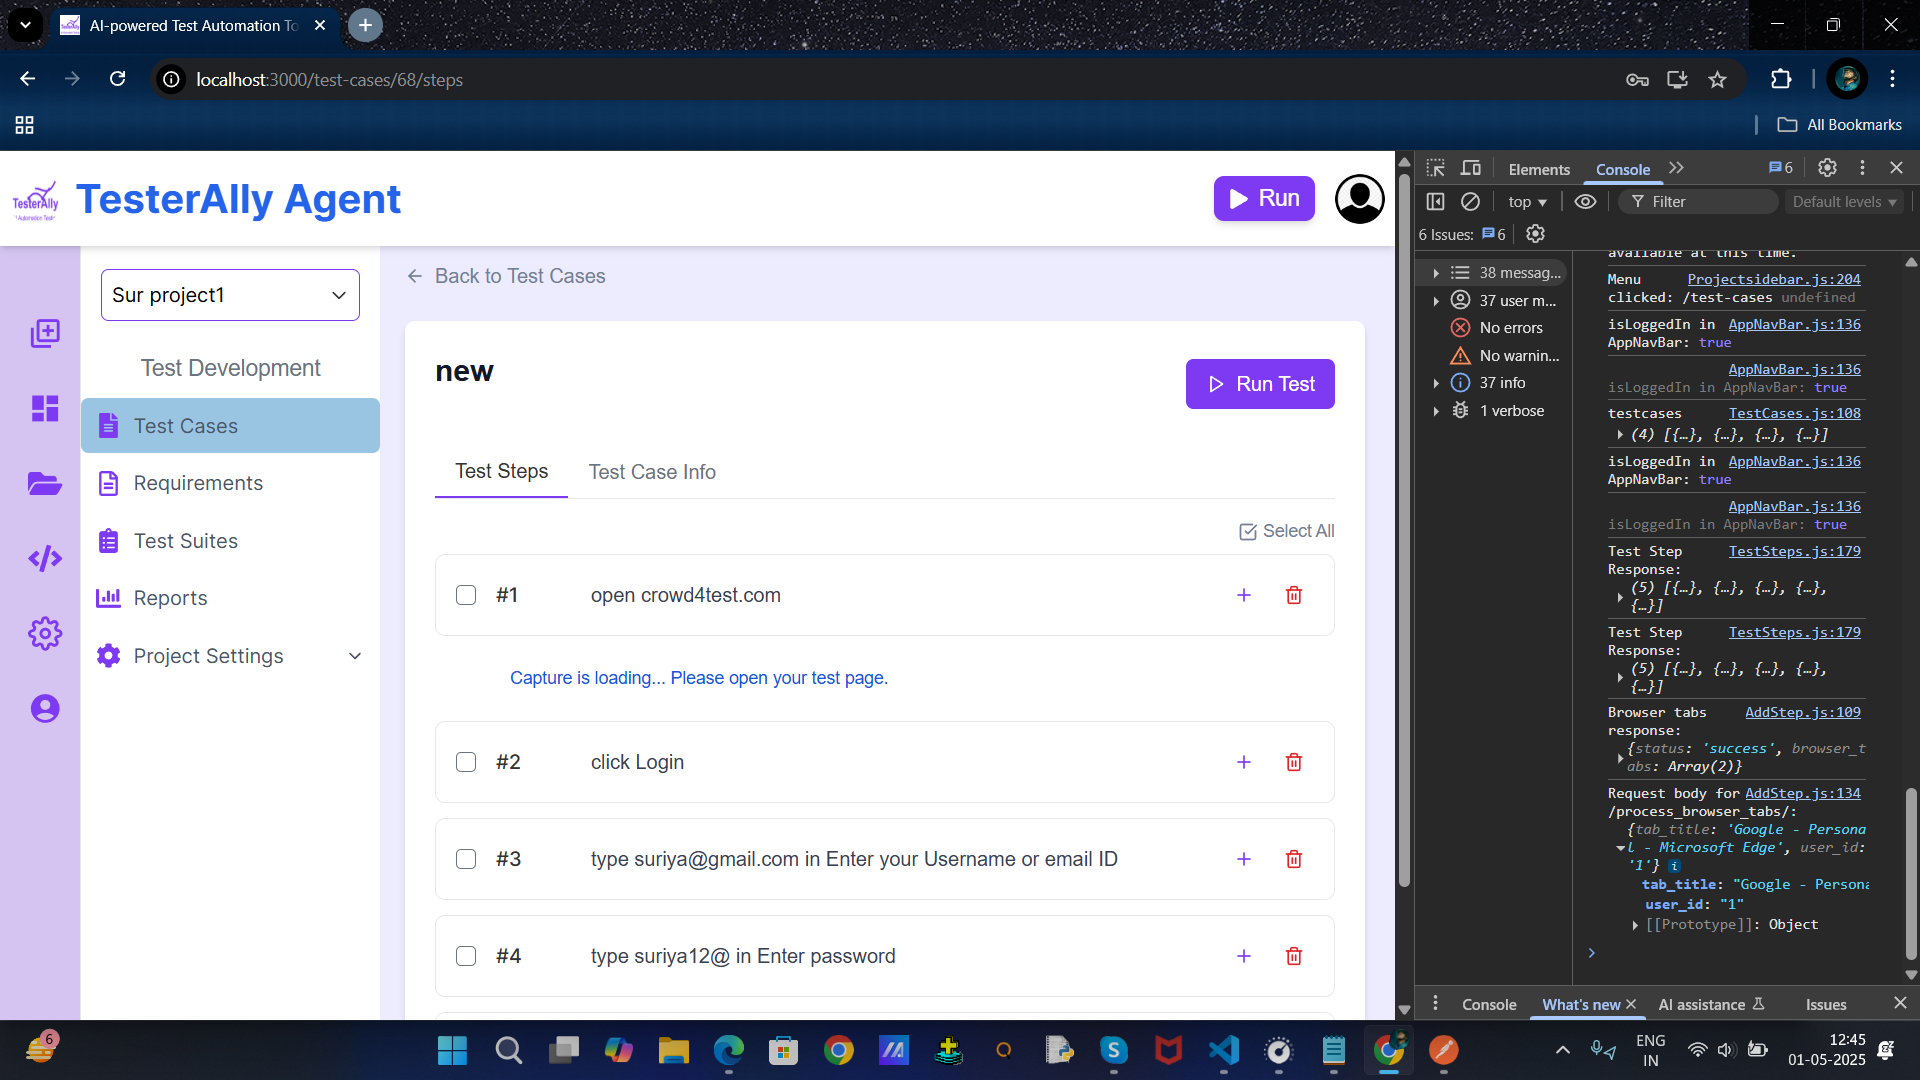 AI-powered Test Automation To
localhost:3000/test-cases/68/steps
All Bookmarks
TesterAlly
TesterAlly Agent
Run
Sur project1
Test Development
Test Cases
Requirements
Test Suites
Reports
Project Settings
Back to Test Cases
new
Run Test
Test Steps
Test Case Info
Select All
#1 open crowd4test.com
Capture is loading... Please open your test page.
#2 click Login
#3 type suriya@gmail.com in Enter your Username or email ID
#4 type suriya12@ in Enter password
Elements Console 6
top Filter Default levels
6 Issues: 6
38 messag...
37 user m...
No errors
No warnin...
37 info
1 verbose
available at this time.
Menu Projectsidebar.js:204
clicked: /test-cases undefined
isLoggedIn in AppNavBar.js:136
AppNavBar: true
AppNavBar.js:136
isLoggedIn in AppNavBar: true
testcases TestCases.js:108
(4) [{…}, {…}, {…}, {…}]
isLoggedIn in AppNavBar.js:136
AppNavBar: true
AppNavBar.js:136
isLoggedIn in AppNavBar: true
Test Step TestSteps.js:179
Response:
(5) [{…}, {…}, {…}, {…},
{…}]
Test Step TestSteps.js:179
Response:
(5) [{…}, {…}, {…}, {…},
{…}]
Browser tabs AddStep.js:109
response:
{status: 'success', browser_t
abs: Array(2)}
Request body for AddStep.js:134
/process_browser_tabs/:
{tab_title: 'Google - Persona
l - Microsoft Edge', user_id:
'1'} i
tab_title: "Google - Persona
user_id: "1"
[[Prototype]]: Object
Console What's new AI assistance Issues
6
ENG
IN
12:45
01-05-2025